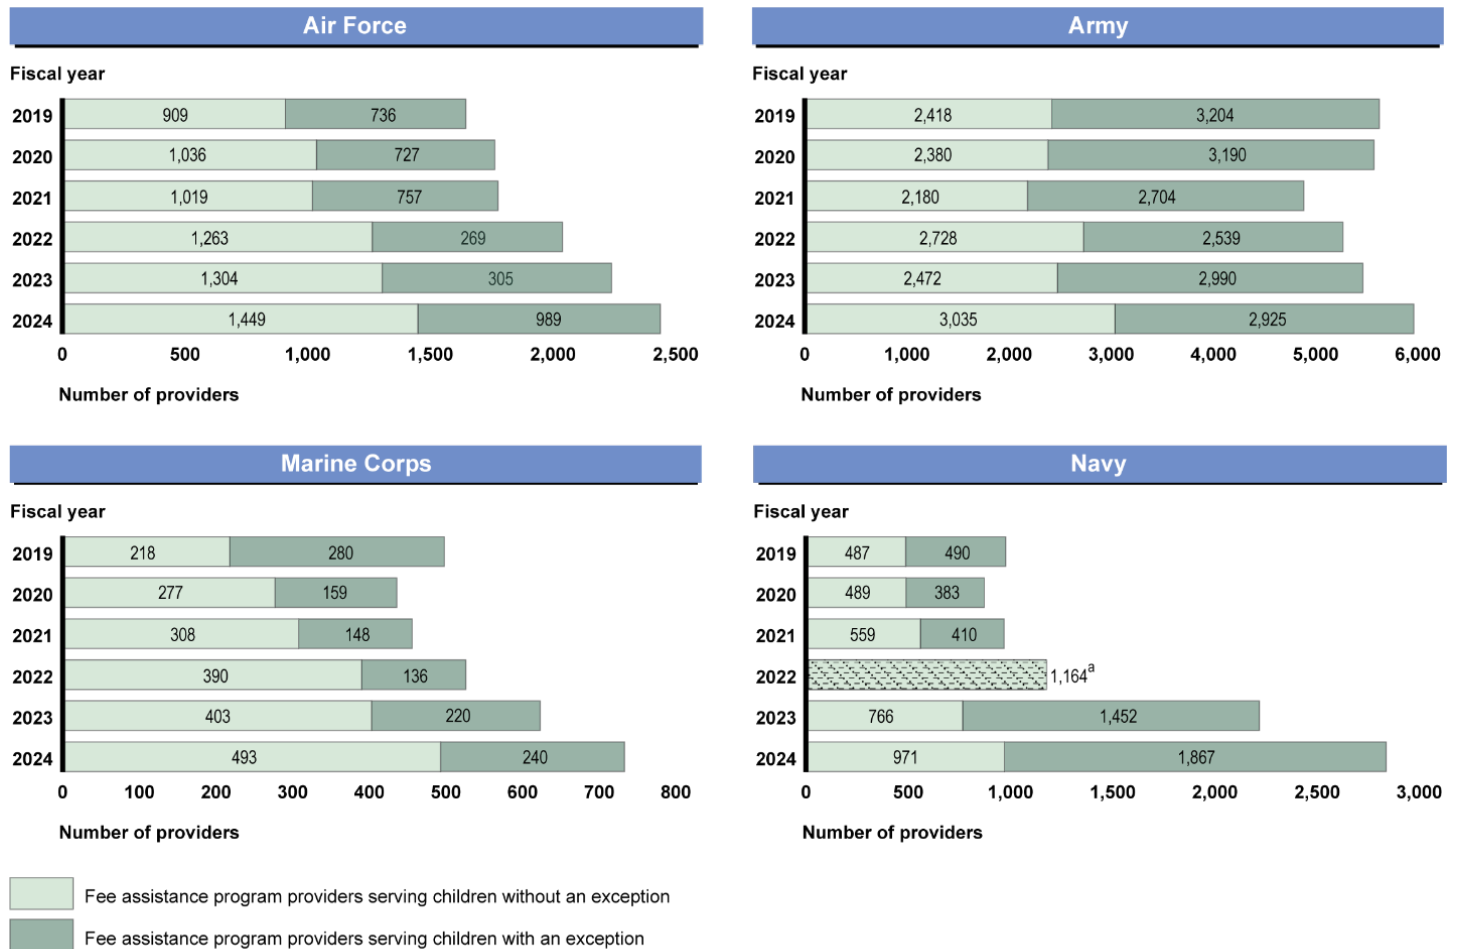 Air Force
Fiscal year
2019 909 736
2020 1,036 727
2021 1,019 757
2022 1,263 269
2023 1,304 305
2024 1,449 989
0 500 1,000 1,500 2,000 2,500
Number of providers
Army
Fiscal year
2019 2,418 3,204
2020 2,380 3,190
2021 2,180 2,704
2022 2,728 2,539
2023 2,472 2,990
2024 3,035 2,925
0 1,000 2,000 3,000 4,000 5,000 6,000
Number of providers
Marine Corps
Fiscal year
2019 218 280
2020 277 159
2021 308 148
2022 390 136
2023 403 220
2024 493 240
0 100 200 300 400 500 600 700 800
Number of providers
Navy
Fiscal year
2019 487 490
2020 489 383
2021 559 410
2022 1,164a
2023 766 1,452
2024 971 1,867
0 500 1,000 1,500 2,000 2,500 3,000
Number of providers
Fee assistance program providers serving children without an exception
Fee assistance program providers serving children with an exception